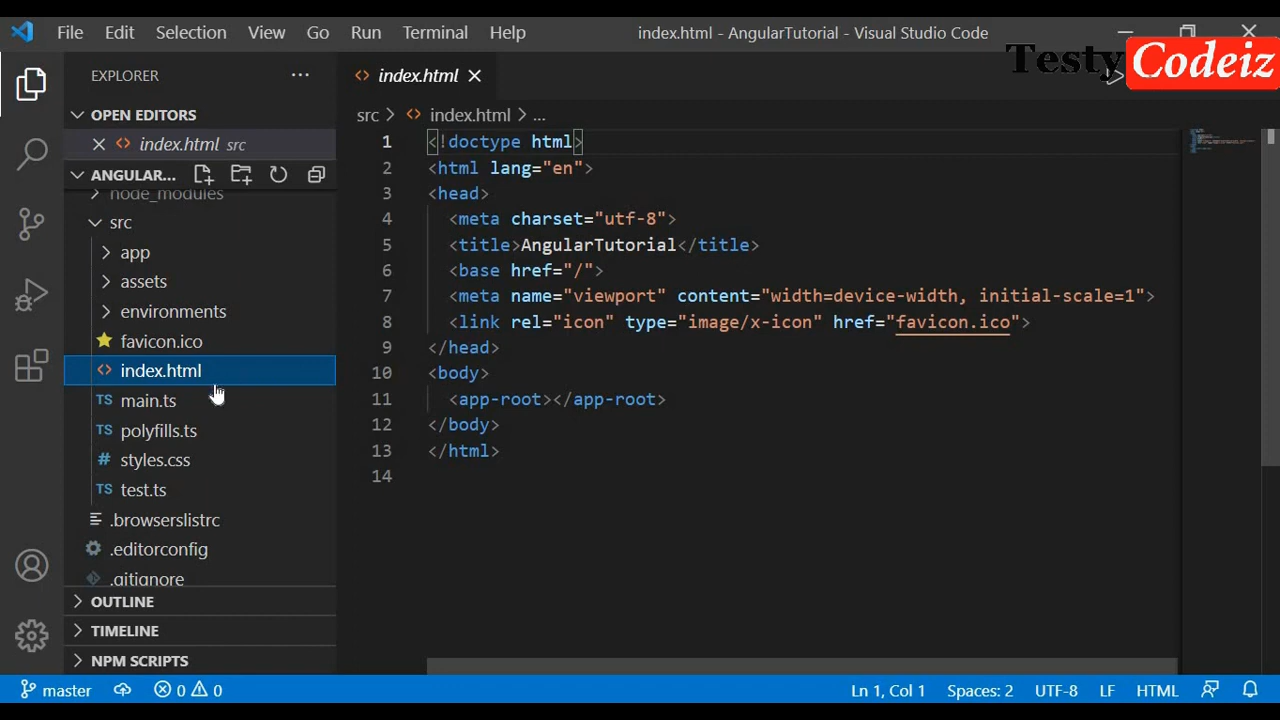 File Edit Selection View Go Run Terminal Help index.html - AngularTutorial - Visual Studio Code
Testy Codeiz
EXPLORER
OPEN EDITORS
index.html src
ANGULAR...
node_modules
src
app
assets
environments
favicon.ico
index.html
main.ts
polyfills.ts
styles.css
test.ts
.browserslistrc
.editorconfig
.gitignore
OUTLINE
TIMELINE
NPM SCRIPTS
index.html
src > index.html > ...
1 <!doctype html>
2 <html lang="en">
3 <head>
4 <meta charset="utf-8">
5 <title>AngularTutorial</title>
6 <base href="/">
7 <meta name="viewport" content="width=device-width, initial-scale=1">
8 <link rel="icon" type="image/x-icon" href="favicon.ico">
9 </head>
10 <body>
11 <app-root></app-root>
12 </body>
13 </html>
14
master 0 0 Ln 1, Col 1 Spaces: 2 UTF-8 LF HTML